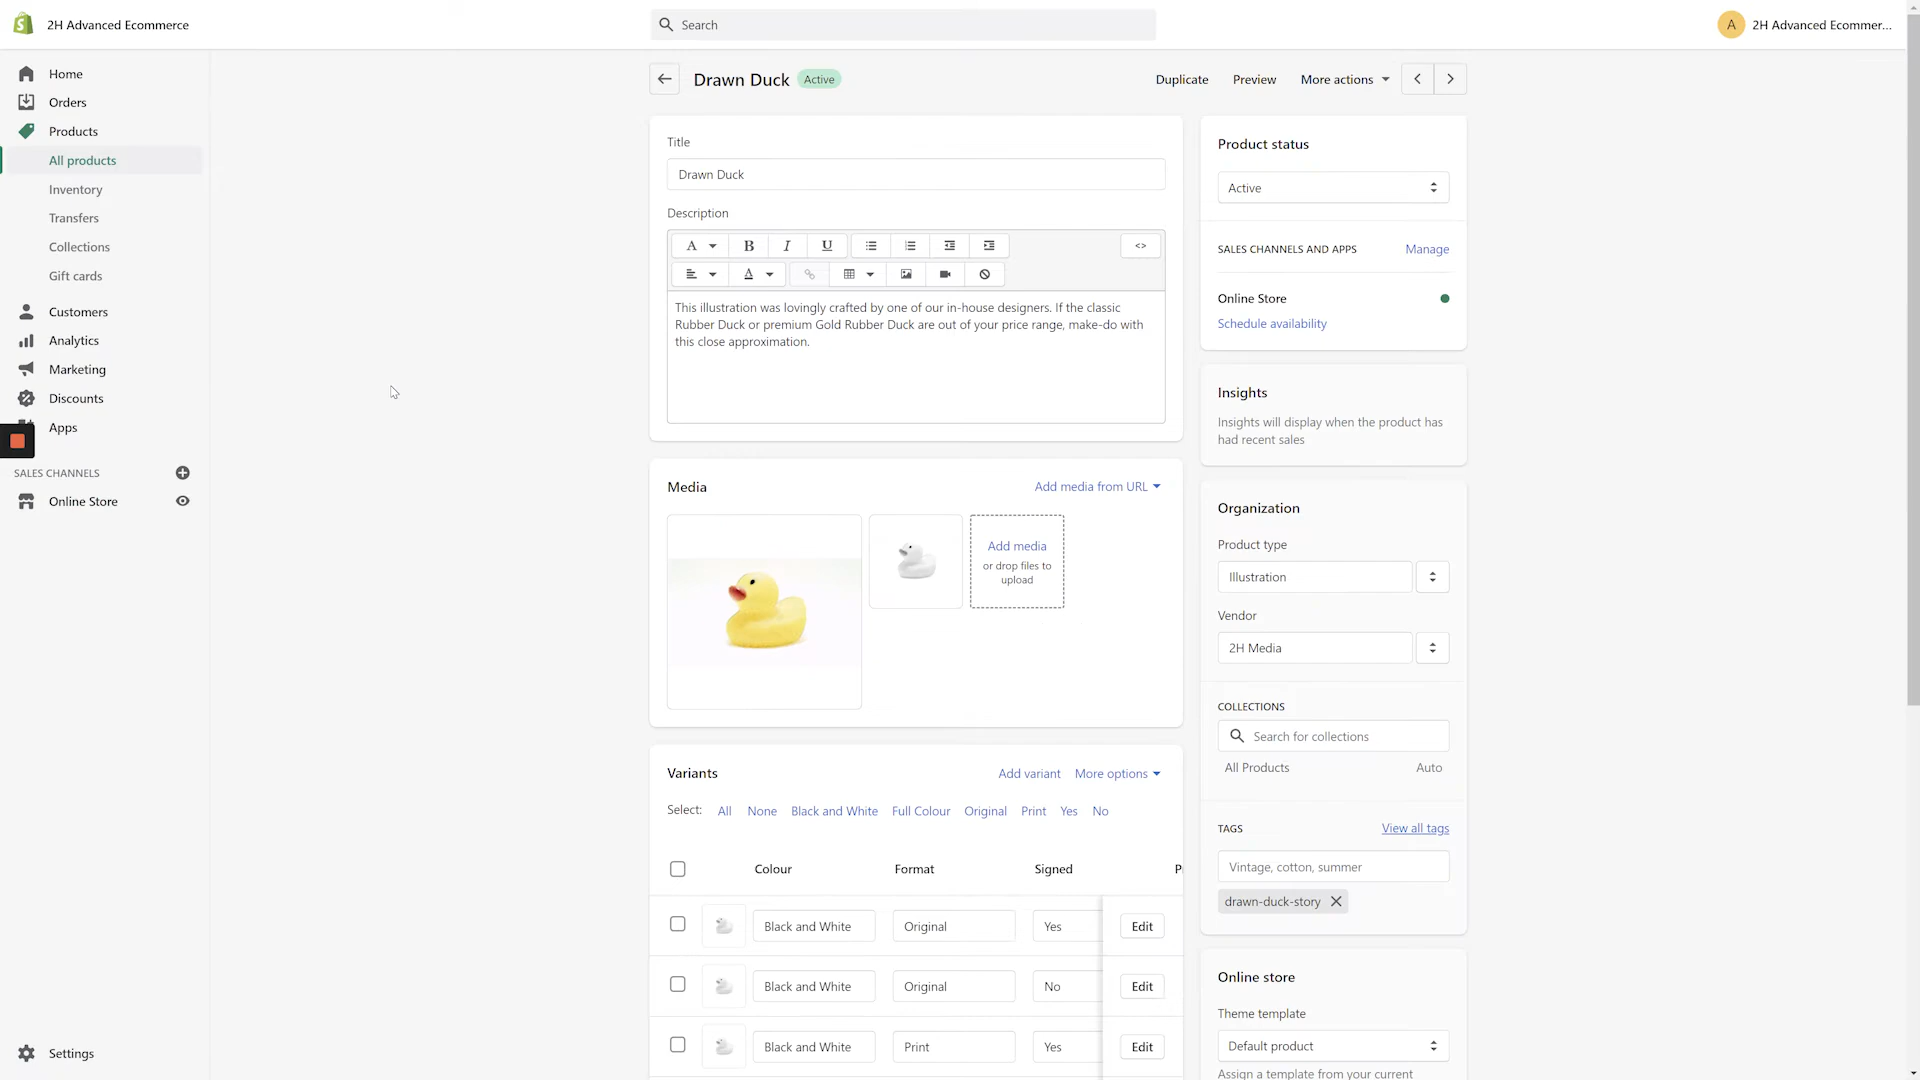 2H Advanced Ecommerce
Search
A
2H Advanced Ecommer...
Home
Orders
Products
All products
Inventory
Transfers
Collections
Gift cards
Customers
Analytics
Marketing
Discounts
Apps
SALES CHANNELS
Online Store
Settings
Drawn Duck
Active
Duplicate
Preview
More actions
Title
Drawn Duck
Description
A
B
I
U
<>
A
This illustration was lovingly crafted by one of our in-house designers. If the classic
Rubber Duck or premium Gold Rubber Duck are out of your price range, make-do with
this close approximation.
Media
Add media from URL
Add media
or drop files to
upload
Variants
Add variant
More options
Select: All None Black and White Full Colour Original Print Yes No
Colour Format Signed P
Black and White Original Yes Edit
Black and White Original No Edit
Black and White Print Yes Edit
Product status
Active
SALES CHANNELS AND APPS
Manage
Online Store
Schedule availability
Insights
Insights will display when the product has
had recent sales
Organization
Product type
Illustration
Vendor
2H Media
COLLECTIONS
Search for collections
All Products
Auto
TAGS
View all tags
Vintage, cotton, summer
drawn-duck-story
Online store
Theme template
Default product
Assign a template from your current